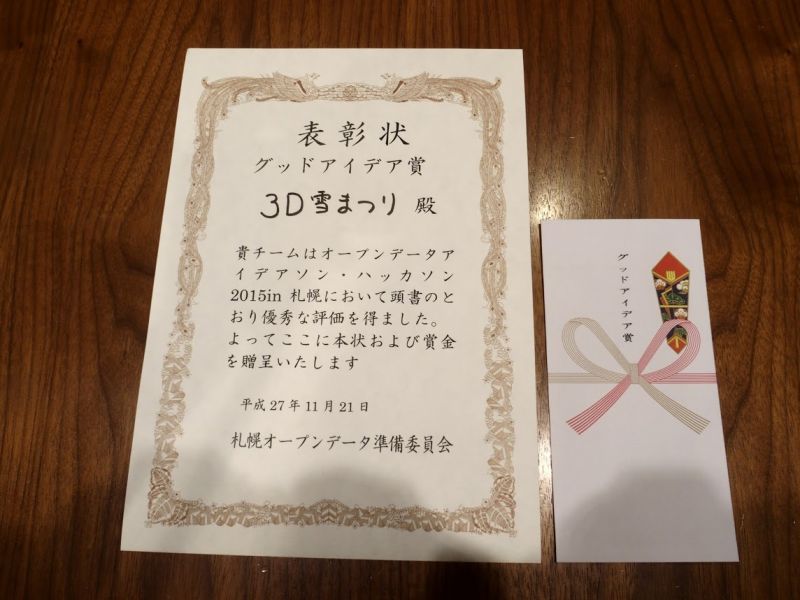 表彰状
グッドアイデア賞
3D雪まつり 殿
貴チームはオープンデータア
イデアソン・ハッカソン
2015in 札幌において頭書のと
おり優秀な評価を得ました。
よってここに本状および賞金
を贈呈いたします
平成27年11月21日
札幌オープンデータ準備委員会
グッドアイデア賞